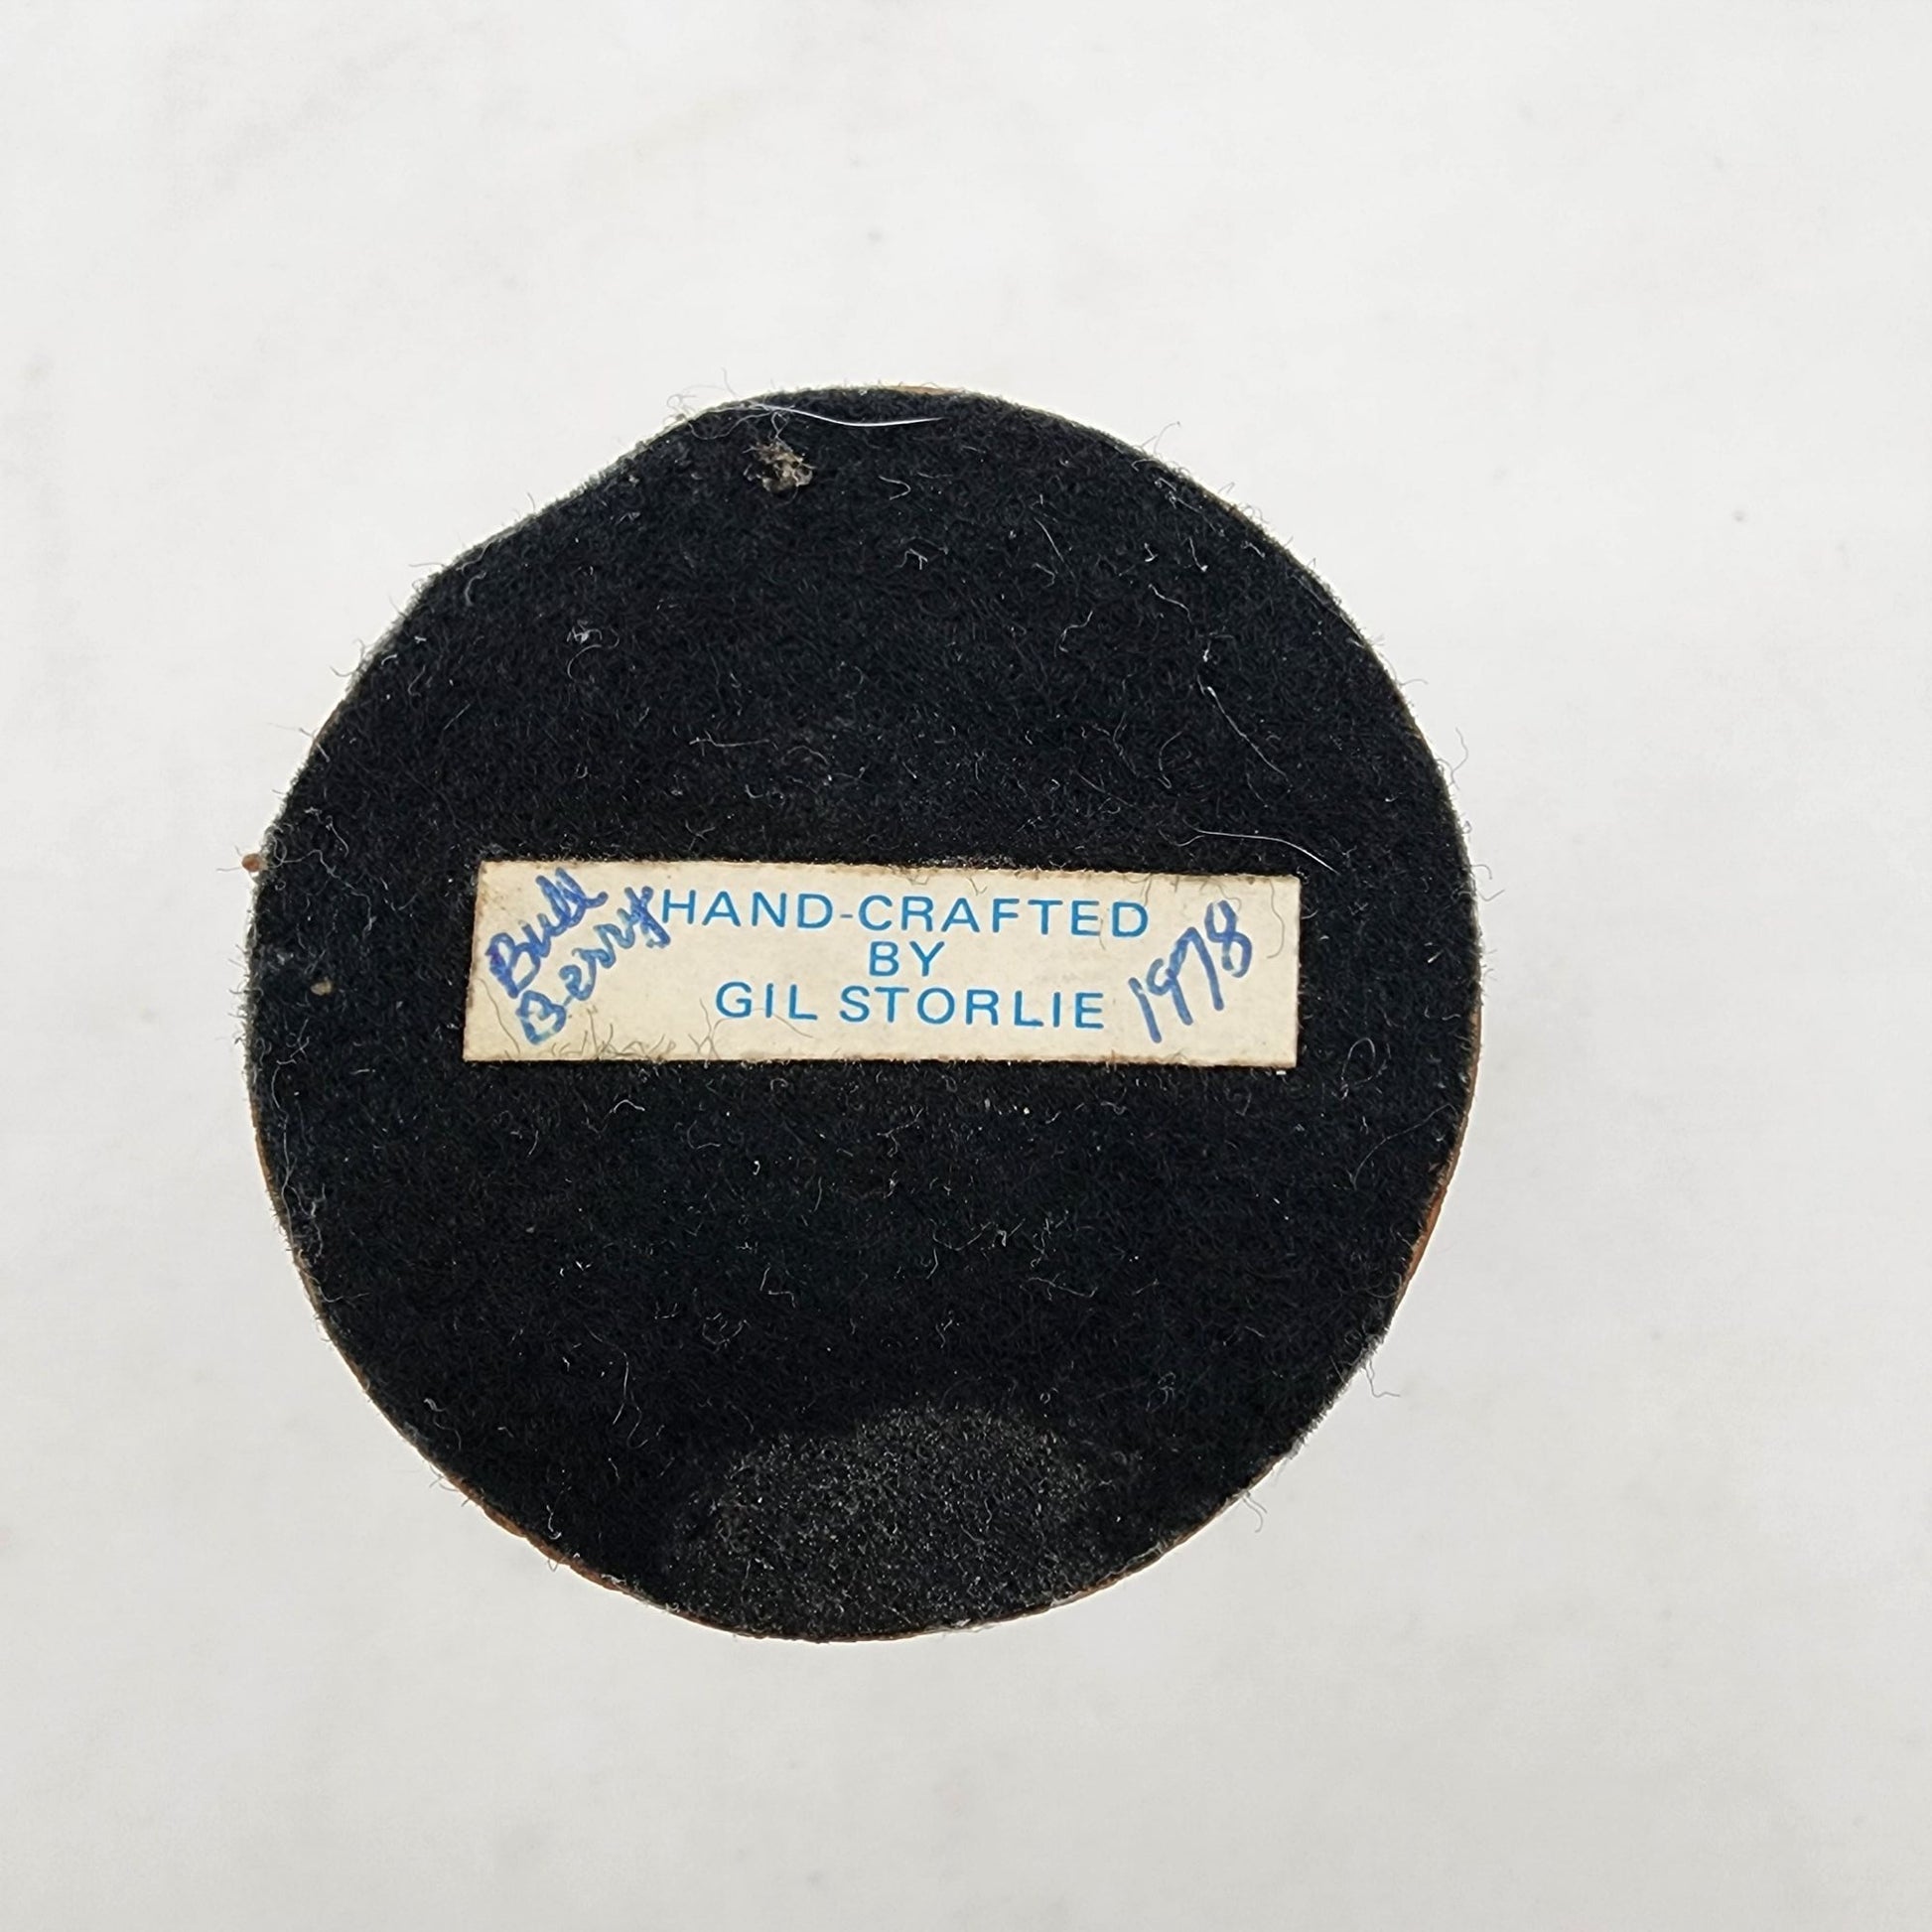 Bull
Berry
HAND-CRAFTED
BY
GIL STORLIE
1978